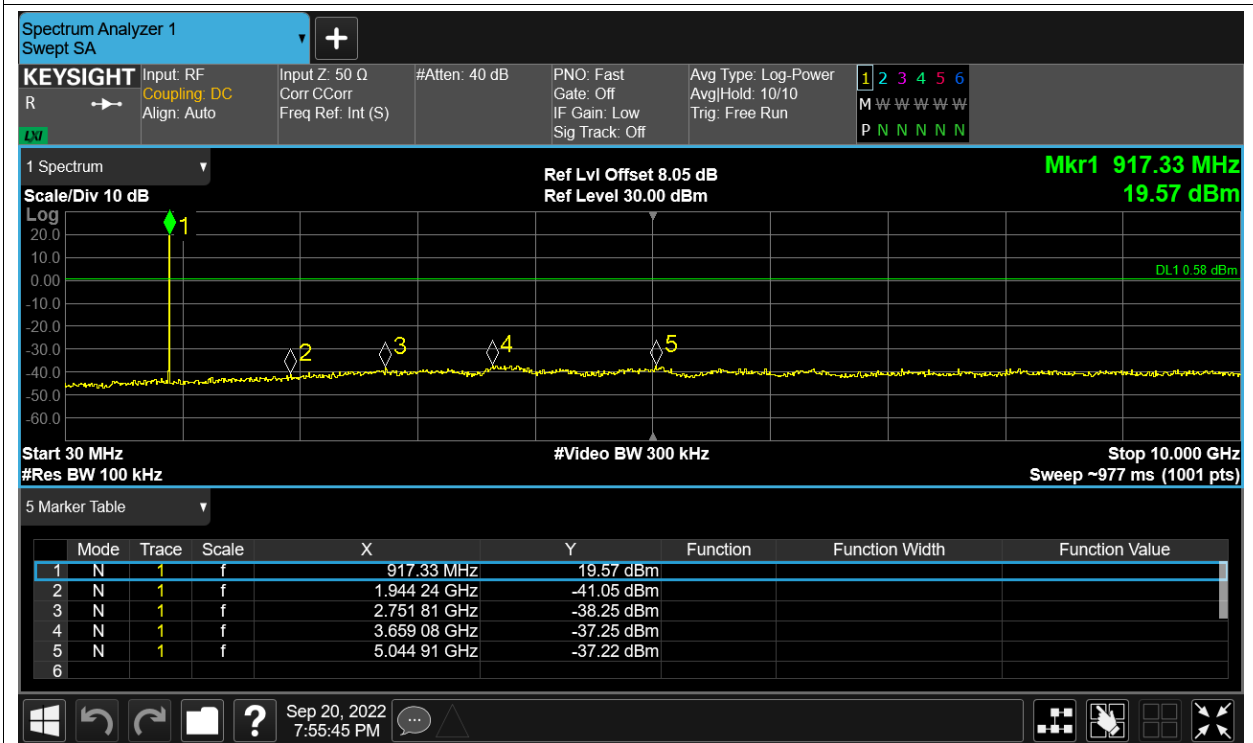 Spectrum Analyzer 1
Swept SA
KEYSIGHT
R
LXI
Input: RF
Coupling: DC
Align: Auto
Input Z: 50 Ω
Corr CCorr
Freq Ref: Int (S)
#Atten: 40 dB
PNO: Fast
Gate: Off
IF Gain: Low
Sig Track: Off
Avg Type: Log-Power
Avg|Hold: 10/10
Trig: Free Run
1 2 3 4 5 6
M W W W W W
P N N N N N
1 Spectrum
Scale/Div 10 dB
Ref Lvl Offset 8.05 dB
Ref Level 30.00 dBm
Mkr1 917.33 MHz
19.57 dBm
Log
20.0
10.0
0.00
-10.0
-20.0
-30.0
-40.0
-50.0
-60.0
1
2
3
4
5
DL1 0.58 dBm
Start 30 MHz
#Video BW 300 kHz
Stop 10.000 GHz
#Res BW 100 kHz
Sweep ~977 ms (1001 pts)
5 Marker Table
Mode Trace Scale X Y Function Function Width Function Value
1 N 1 f 917.33 MHz 19.57 dBm
2 N 1 f 1.944 24 GHz -41.05 dBm
3 N 1 f 2.751 81 GHz -38.25 dBm
4 N 1 f 3.659 08 GHz -37.25 dBm
5 N 1 f 5.044 91 GHz -37.22 dBm
6
?
Sep 20, 2022
7:55:45 PM